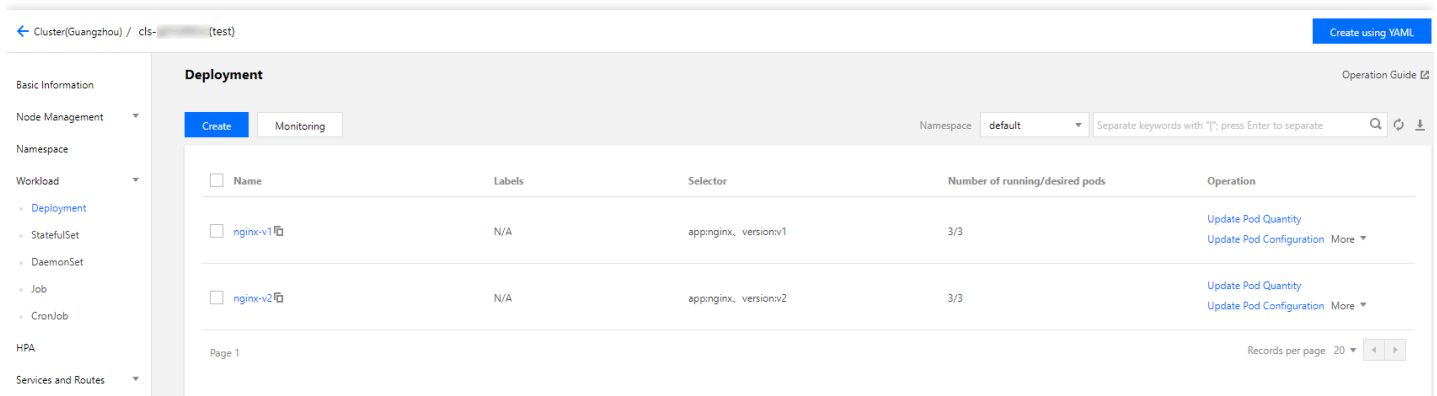 Cluster(Guangzhou) / cls- (test)
Create using YAML
Basic Information
Node Management
Namespace
Workload
Deployment
StatefulSet
DaemonSet
Job
CronJob
HPA
Services and Routes
Deployment
Operation Guide
Create Monitoring
Namespace default Separate keywords with "|"; press Enter to separate
Name Labels Selector Number of running/desired pods Operation
nginx-v1 N/A app:nginx、version:v1 3/3
Update Pod Quantity
Update Pod Configuration More
nginx-v2 N/A app:nginx、version:v2 3/3
Update Pod Quantity
Update Pod Configuration More
Page 1
Records per page 20